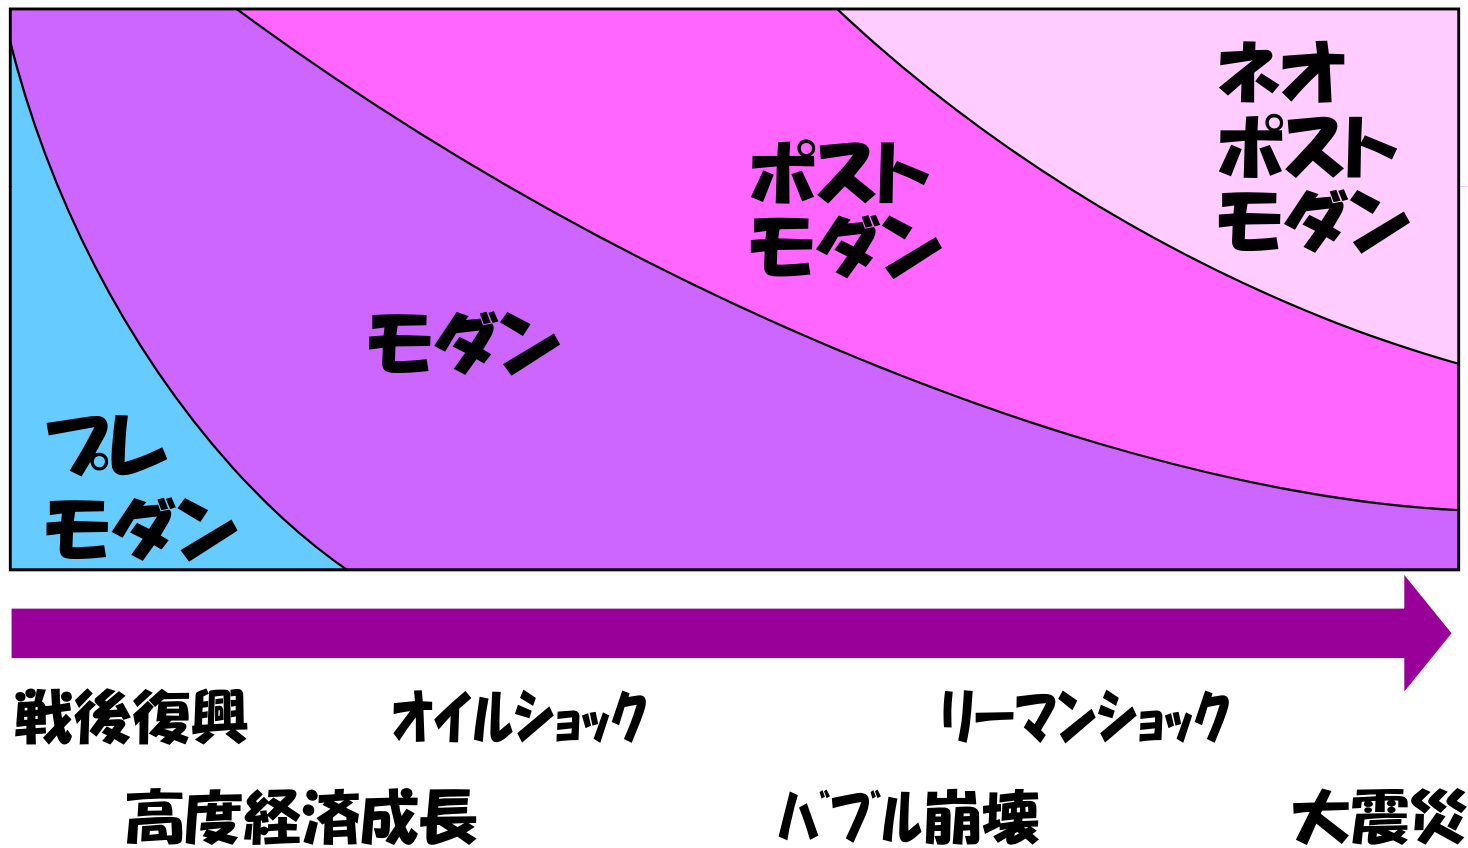 ネオ
ポスト
モダン
ポスト
モダン
モダン
プレ
モダン
戦後復興
オイルショック
リーマンショック
高度経済成長
バブル崩壊
大震災